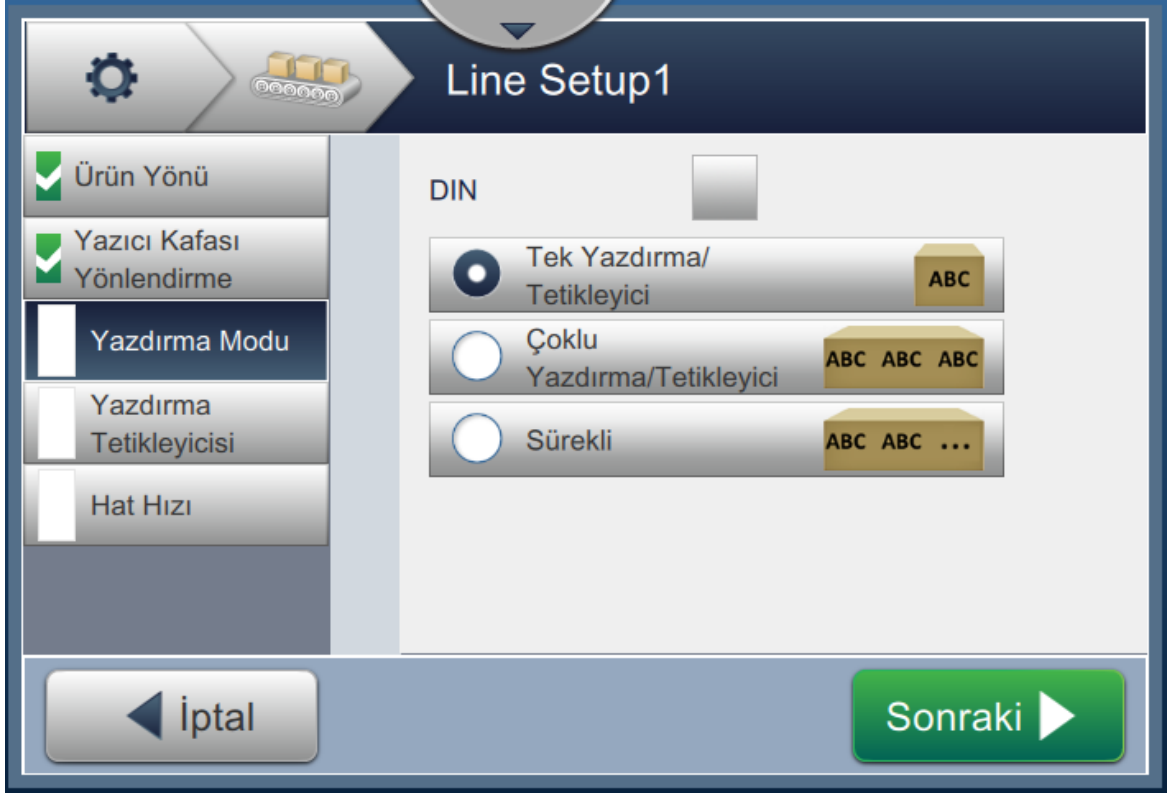 Line Setup1
Ürün Yönü
Yazıcı Kafası
Yönlendirme
Yazdırma Modu
Yazdırma
Tetikleyicisi
Hat Hızı
DIN
Tek Yazdırma/
Tetikleyici
ABC
Çoklu
Yazdırma/Tetikleyici
ABC ABC ABC
Sürekli
ABC ABC ...
İptal
Sonraki